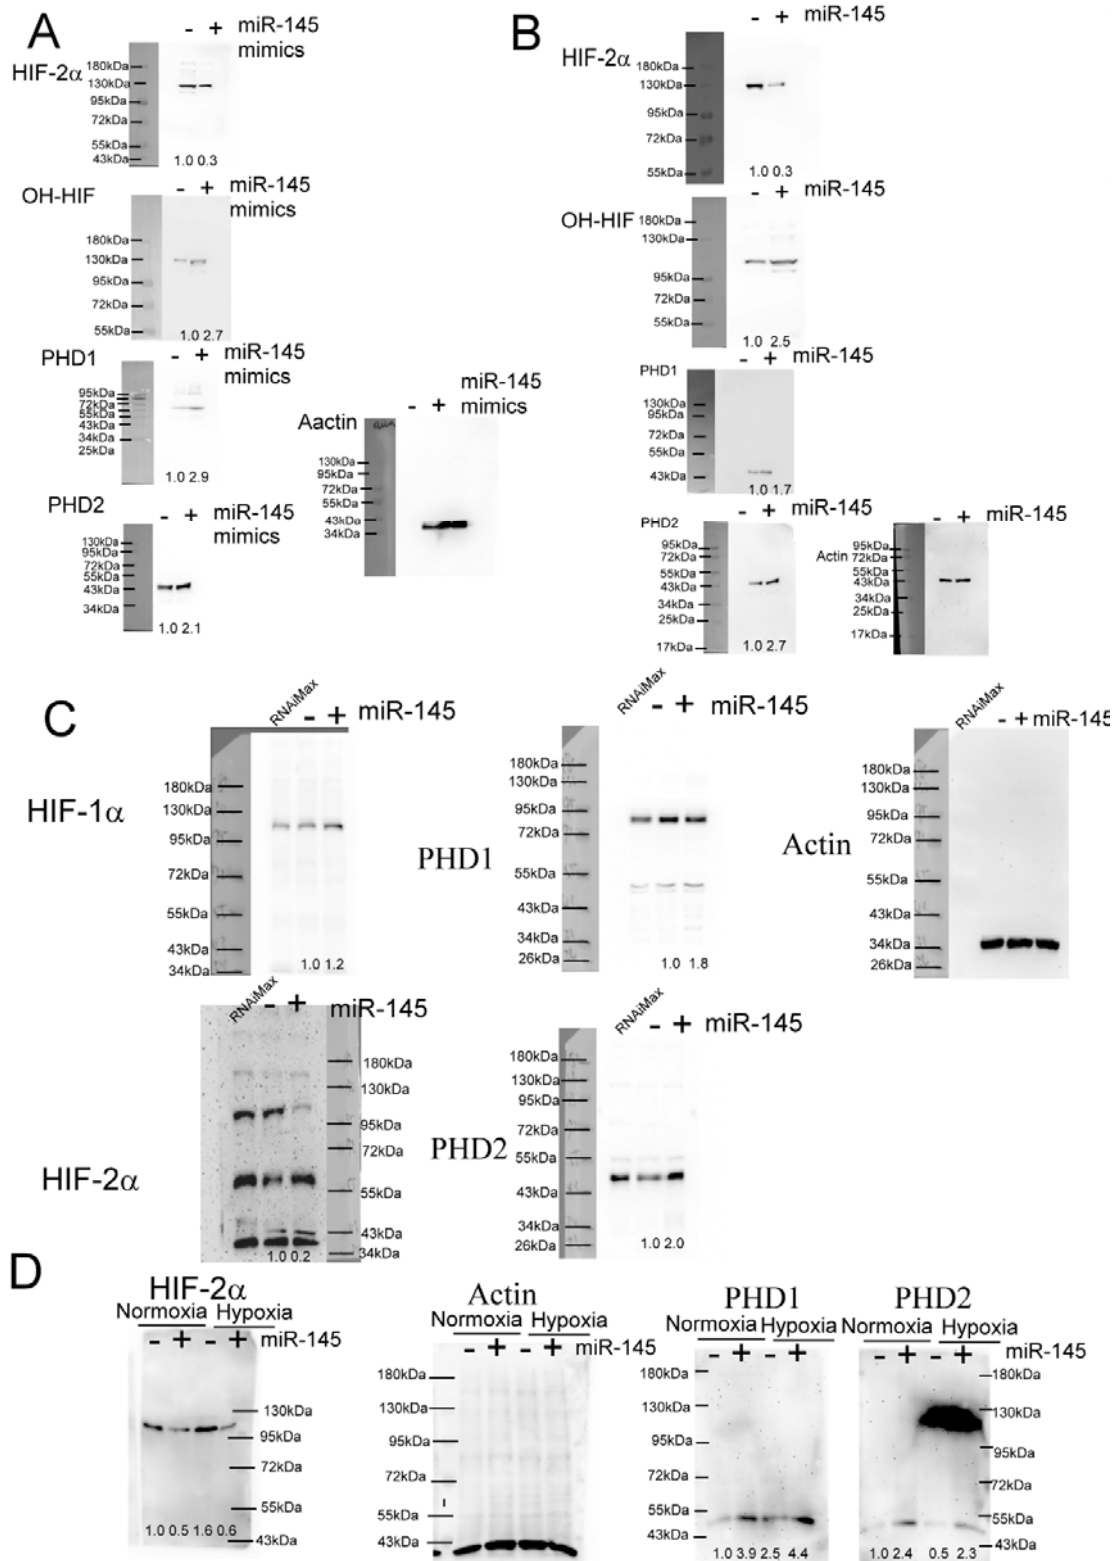 A
- + miR-145
mimics
HIF-2α
180kDa
130kDa
95kDa
72kDa
55kDa
43kDa
1.0 0.3
OH-HIF
- + miR-145
mimics
180kDa
130kDa
95kDa
72kDa
55kDa
1.0 2.7
PHD1
- + miR-145
mimics
95kDa
72kDa
55kDa
43kDa
34kDa
25kDa
1.0 2.9
PHD2
- + miR-145
mimics
130kDa
95kDa
72kDa
55kDa
43kDa
34kDa
1.0 2.1
Aactin
- + miR-145
mimics
130kDa
95kDa
72kDa
55kDa
43kDa
34kDa
B
- + miR-145
HIF-2α
180kDa
130kDa
95kDa
72kDa
55kDa
1.0 0.3
OH-HIF
- + miR-145
180kDa
130kDa
95kDa
72kDa
55kDa
1.0 2.5
PHD1
- + miR-145
130kDa
95kDa
72kDa
55kDa
43kDa
1.0 1.7
PHD2
- + miR-145
95kDa
72kDa
55kDa
43kDa
34kDa
25kDa
17kDa
1.0 2.7
Actin
- + miR-145
95kDa
72kDa
55kDa
43kDa
34kDa
25kDa
17kDa
C
RNAiMax - + miR-145
HIF-1α
180kDa
130kDa
95kDa
72kDa
55kDa
43kDa
34kDa
1.0 1.2
RNAiMax - + miR-145
PHD1
180kDa
130kDa
95kDa
72kDa
55kDa
43kDa
34kDa
26kDa
1.0 1.8
RNAiMax - + miR-145
Actin
180kDa
130kDa
95kDa
72kDa
55kDa
43kDa
34kDa
26kDa
RNAiMax - + miR-145
HIF-2α
180kDa
130kDa
95kDa
72kDa
55kDa
43kDa
34kDa
1.0 0.2
RNAiMax - + miR-145
PHD2
180kDa
130kDa
95kDa
72kDa
55kDa
43kDa
34kDa
26kDa
1.0 2.0
D
HIF-2α
Normoxia Hypoxia
- + - + miR-145
130kDa
95kDa
72kDa
55kDa
43kDa
1.0 0.5 1.6 0.6
Actin
Normoxia Hypoxia
- + - + miR-145
180kDa
130kDa
95kDa
72kDa
55kDa
43kDa
PHD1
Normoxia Hypoxia
- + - +
180kDa
130kDa
95kDa
72kDa
55kDa
43kDa
1.0 3.9 2.5 4.4
PHD2
Normoxia Hypoxia
- + - + miR-145
180kDa
130kDa
95kDa
72kDa
55kDa
43kDa
1.0 2.4 0.5 2.3